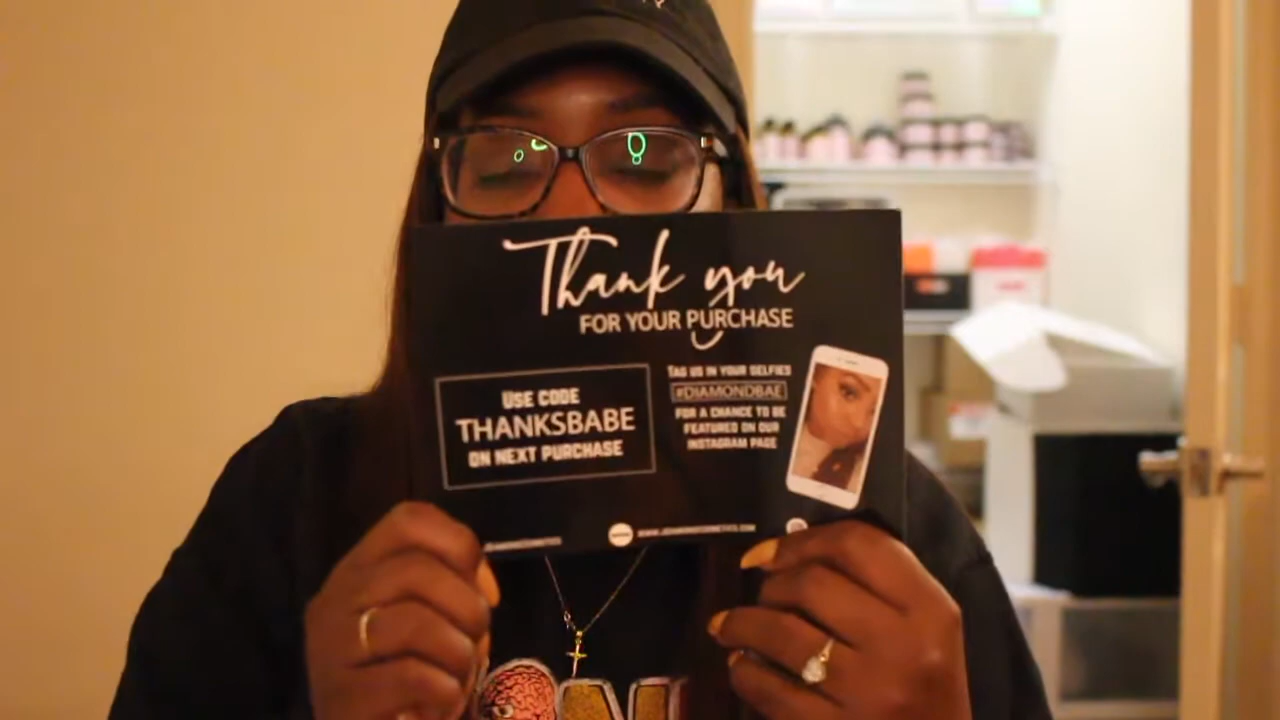 Thank you
FOR YOUR PURCHASE
USE CODE
THANKSBABE
ON NEXT PURCHASE
TAG US IN YOUR SELFIES
#DIAMONDBAE
FOR A CHANCE TO BE
FEATURED ON OUR
INSTAGRAM PAGE